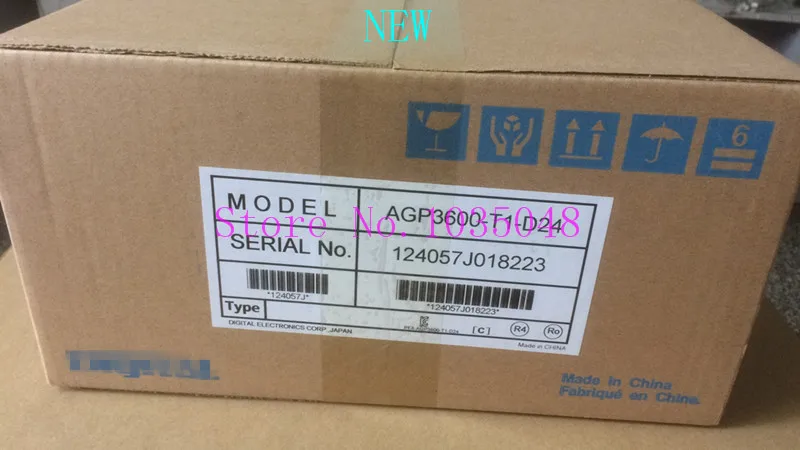 NEW
6
MODEL AGP3600-T1-D24
Store No. 1035048
SERIAL No. 124057J018223
*124057J* *124057J018223*
Type
DIGITAL ELECTRONICS CORP.,JAPAN [C] R4 Ro
Made in CHINA
Made in China
Fabriqué en Chine.